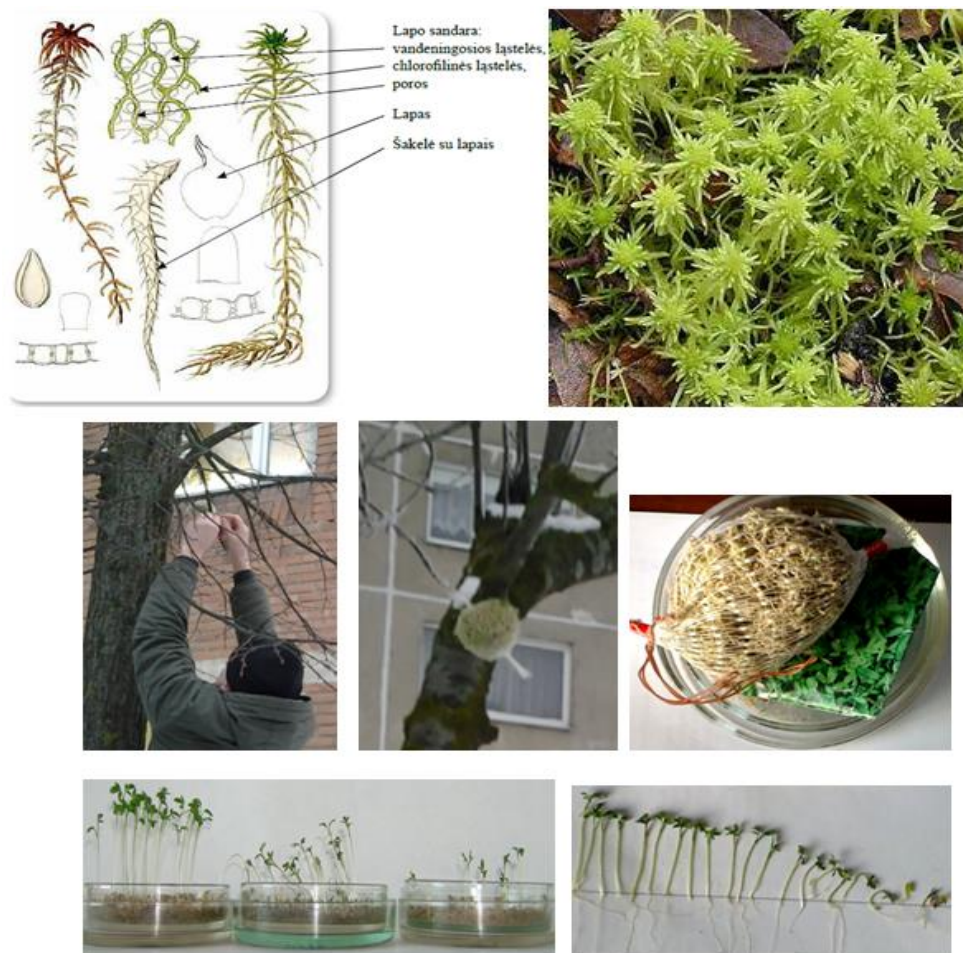 Lapo sandara:
vandeningosios ląstelės,
chlorofilinės ląstelės,
poros
Lapas
Šakelė su lapais